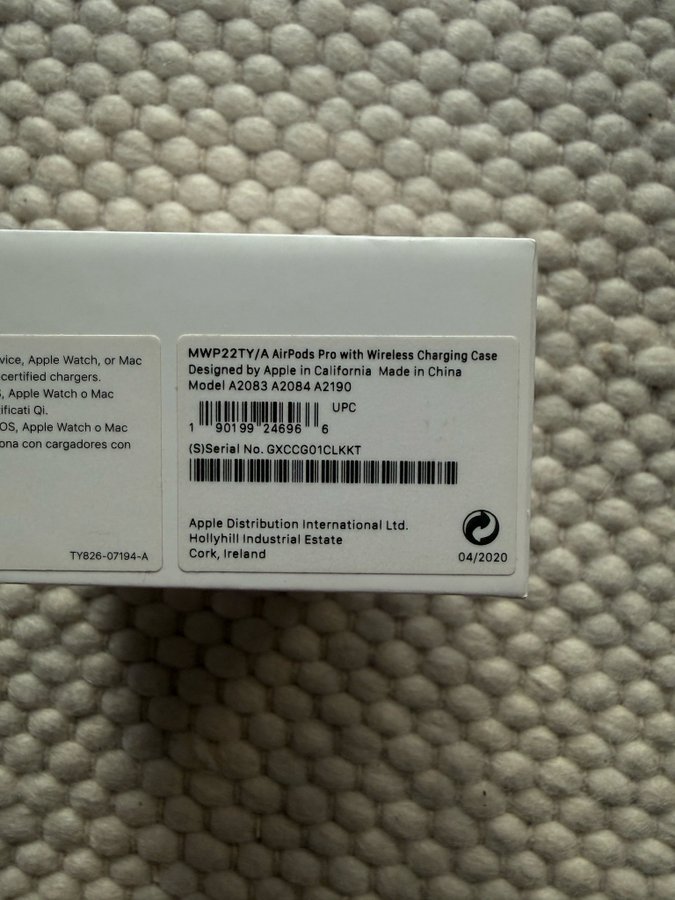 vice, Apple Watch, or Mac
certified chargers.
S, Apple Watch o Mac
rtificati Qi.
OS, Apple Watch o Mac
ona con cargadores con
TY826-07194-A
MWP22TY/A AirPods Pro with Wireless Charging Case
Designed by Apple in California Made in China
Model A2083 A2084 A2190
UPC
1 90199 24696 6
(S)Serial No. GXCCG01CLKKT
Apple Distribution International Ltd.
Hollyhill Industrial Estate
Cork, Ireland
04/2020